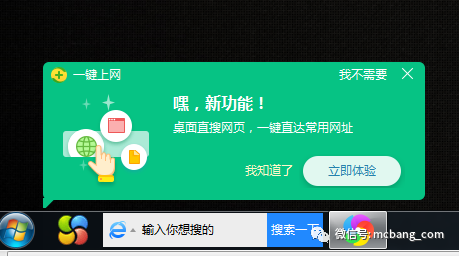 一键上网
我不需要
嘿，新功能！
桌面直搜网页，一键直达常用网址
我知道了
立即体验
输入你想搜的
搜索一下
微信号: mcbang_com